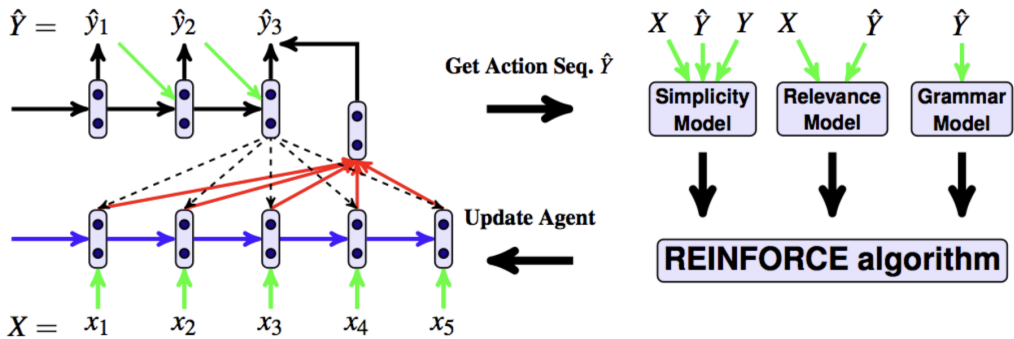 Ŷ = ŷ₁ ŷ₂ ŷ₃
Get Action Seq. Ŷ
Update Agent
X = x₁ x₂ x₃ x₄ x₅
X Ŷ Y X Ŷ Ŷ
Simplicity Model
Relevance Model
Grammar Model
REINFORCE algorithm